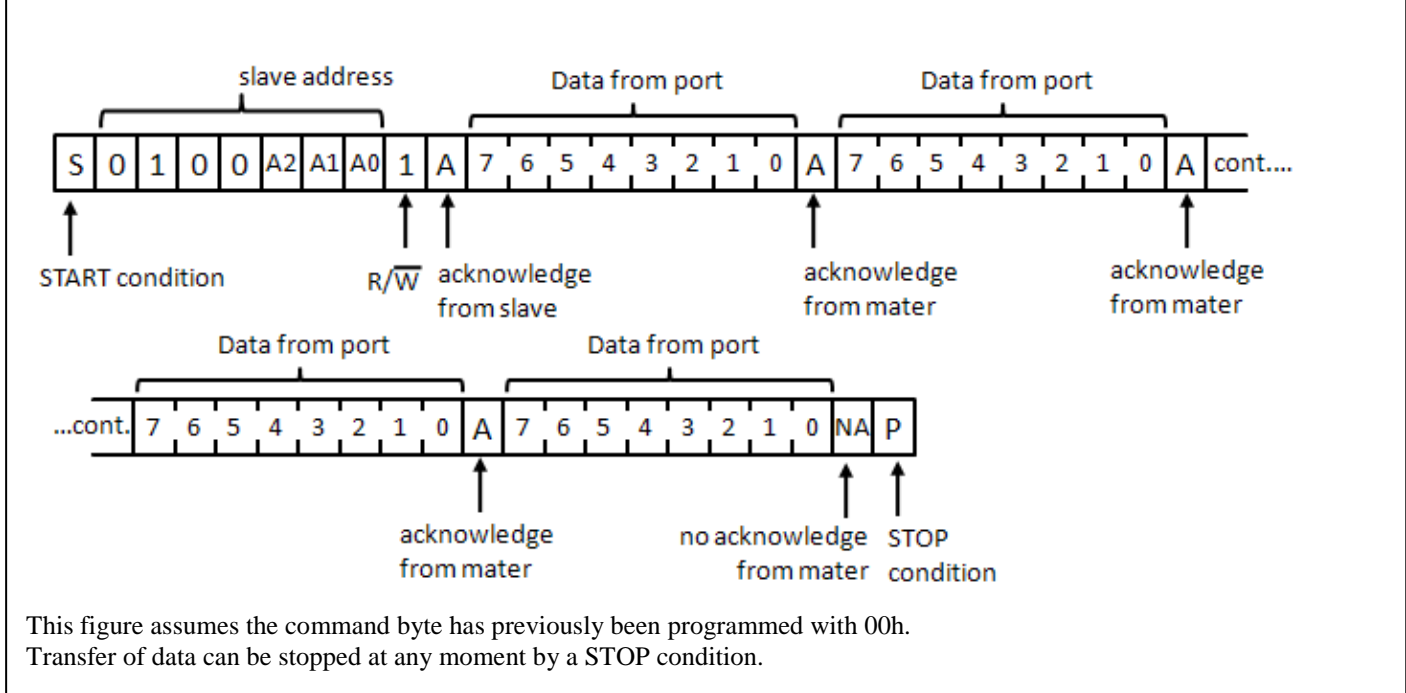 slave address Data from port Data from port
S 0 1 0 0 A2 A1 A0 1 A 7 6 5 4 3 2 1 0 A 7 6 5 4 3 2 1 0 A cont....
START condition R/W̅ acknowledge from slave acknowledge from mater acknowledge from mater
Data from port Data from port
...cont. 7 6 5 4 3 2 1 0 A 7 6 5 4 3 2 1 0 NA P
acknowledge from mater no acknowledge from mater STOP condition
This figure assumes the command byte has previously been programmed with 00h.
Transfer of data can be stopped at any moment by a STOP condition.